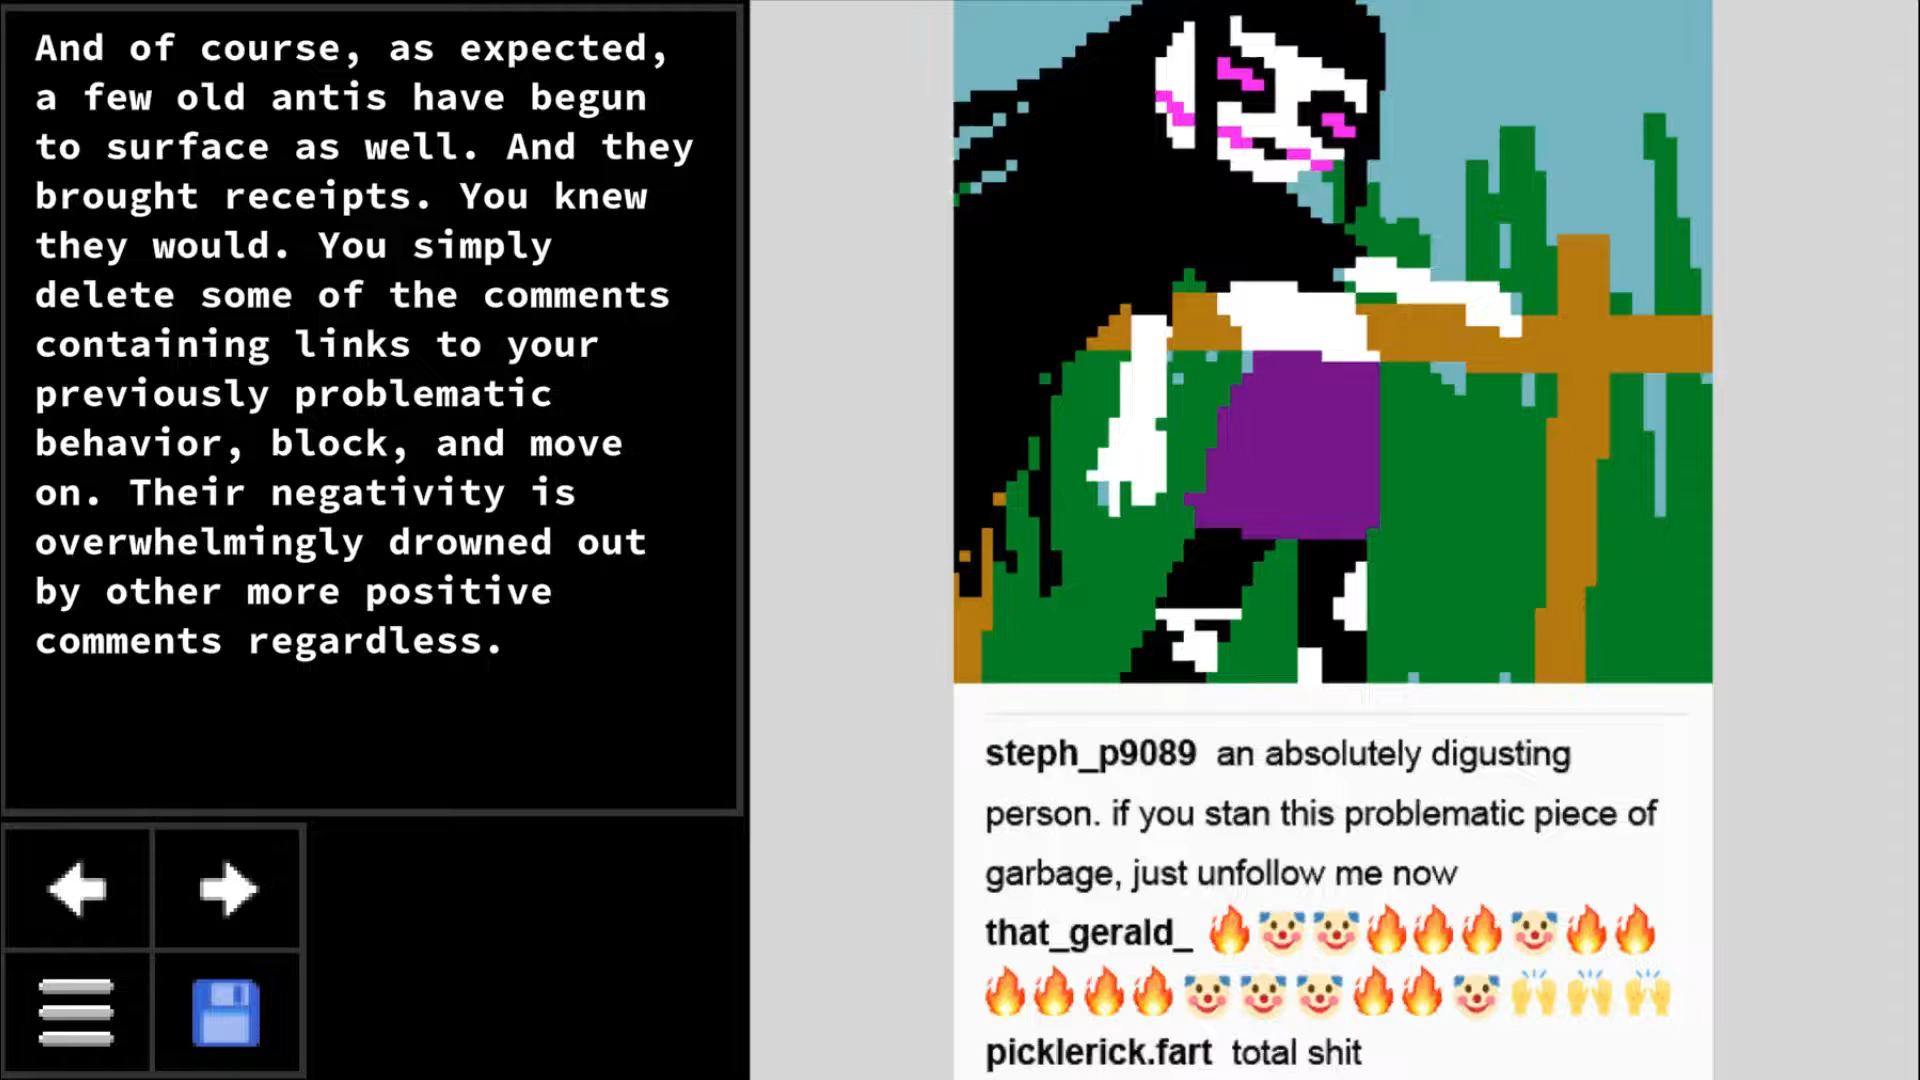 And of course, as expected,
a few old antis have begun
to surface as well. And they
brought receipts. You knew
they would. You simply
delete some of the comments
containing links to your
previously problematic
behavior, block, and move
on. Their negativity is
overwhelmingly drowned out
by other more positive
comments regardless.
steph_p9089 an absolutely digusting
person. if you stan this problematic piece of
garbage, just unfollow me now
that_gerald_ 🔥🤡🤡🔥🔥🔥🤡🔥🔥
🔥🔥🔥🔥🤡🤡🤡🔥🔥🤡🙌🙌🙌
picklerick.fart total shit